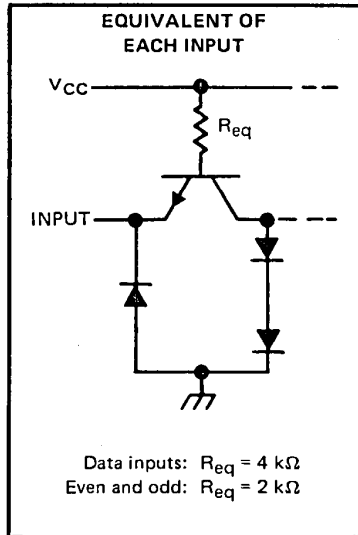 EQUIVALENT OF
EACH INPUT
VCC
Req
INPUT
Data inputs: Req = 4 kΩ
Even and odd: Req = 2 kΩ